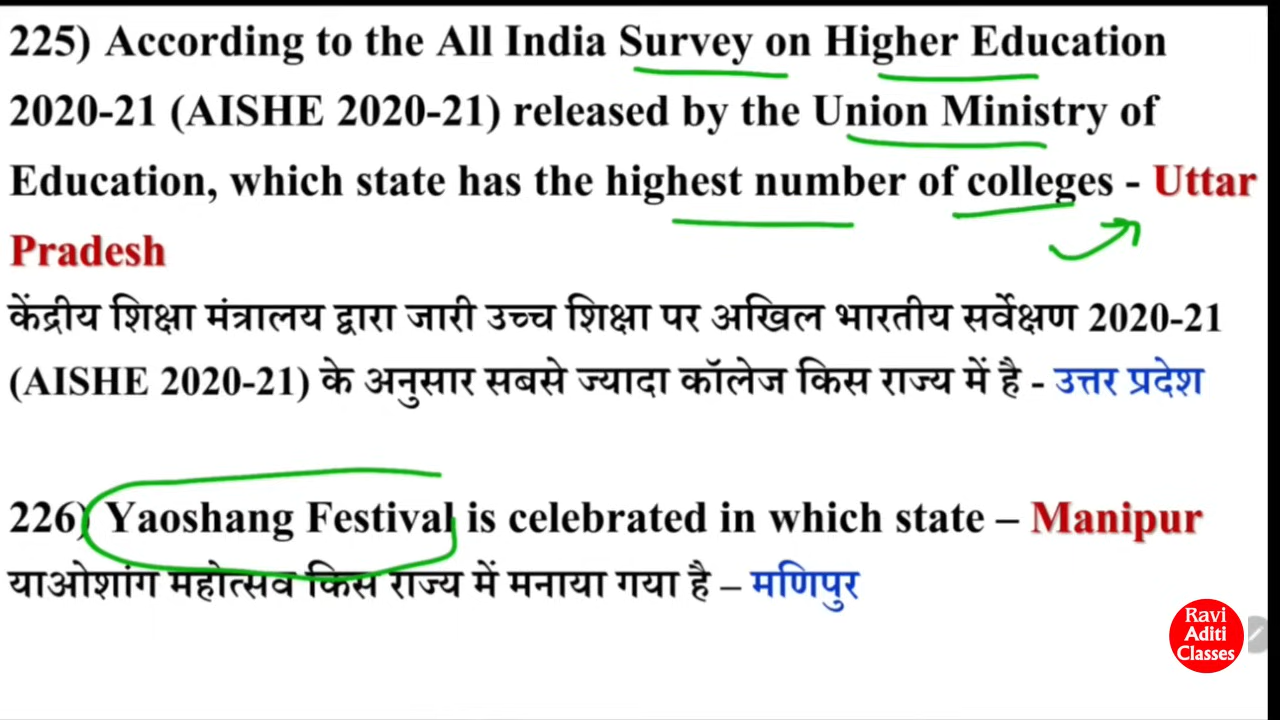 225) According to the All India Survey on Higher Education
2020-21 (AISHE 2020-21) released by the Union Ministry of
Education, which state has the highest number of colleges - Uttar
Pradesh
केंद्रीय शिक्षा मंत्रालय द्वारा जारी उच्च शिक्षा पर अखिल भारतीय सर्वेक्षण 2020-21
(AISHE 2020-21) के अनुसार सबसे ज्यादा कॉलेज किस राज्य में है - उत्तर प्रदेश
226) Yaoshang Festival is celebrated in which state – Manipur
याओशांग महोत्सव किस राज्य में मनाया गया है – मणिपुर
Ravi
Aditi
Classes